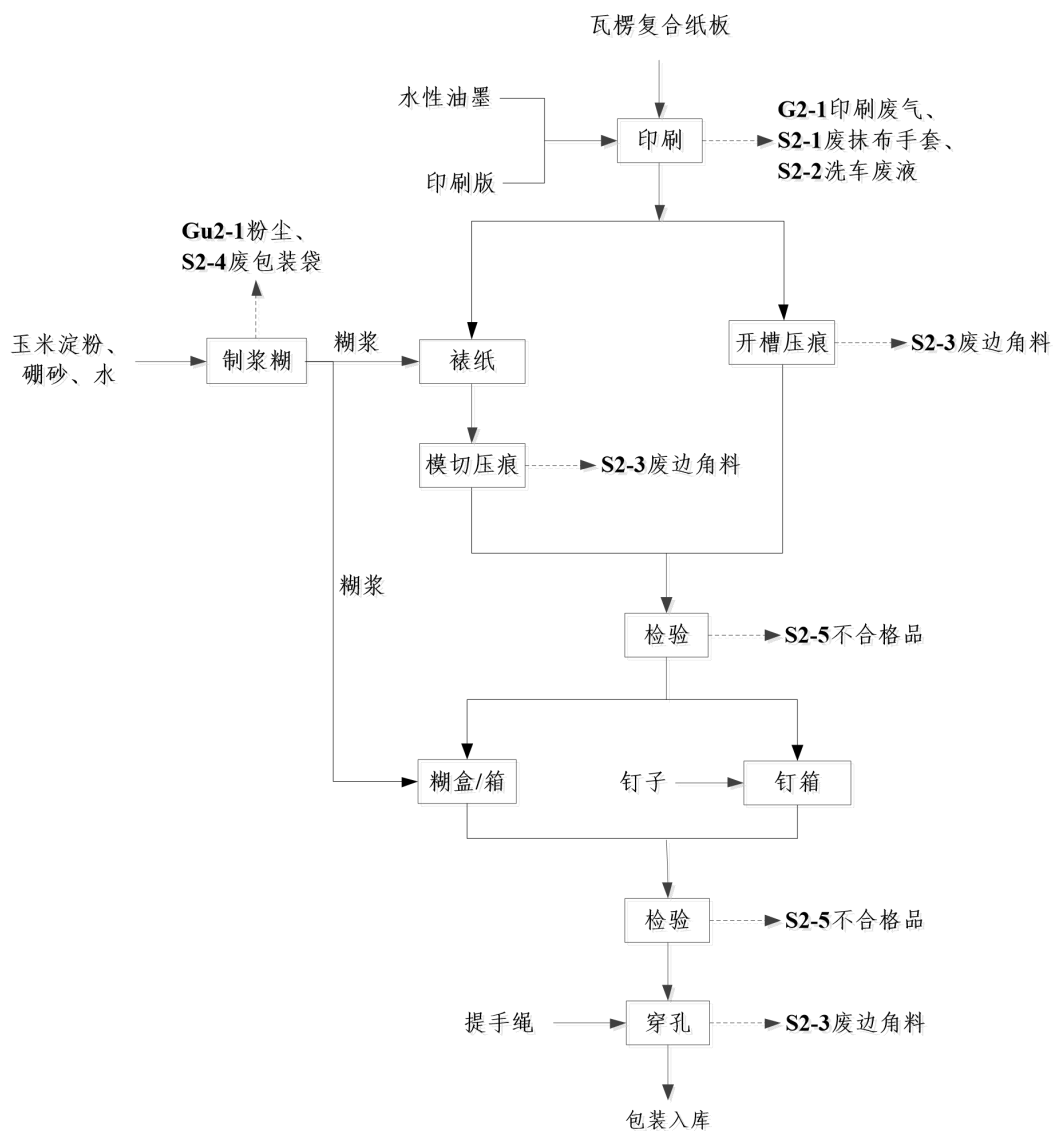 瓦楞复合纸板
水性油墨
印刷版
印刷
G2-1印刷废气、
S2-1废抹布手套、
S2-2洗车废液
Gu2-1粉尘、
S2-4废包装袋
玉米淀粉、
硼砂、水
制浆糊
糊浆
裱纸
开槽压痕
S2-3废边角料
模切压痕
S2-3废边角料
糊浆
检验
S2-5不合格品
糊盒/箱
钉子
钉箱
检验
S2-5不合格品
提手绳
穿孔
S2-3废边角料
包装入库